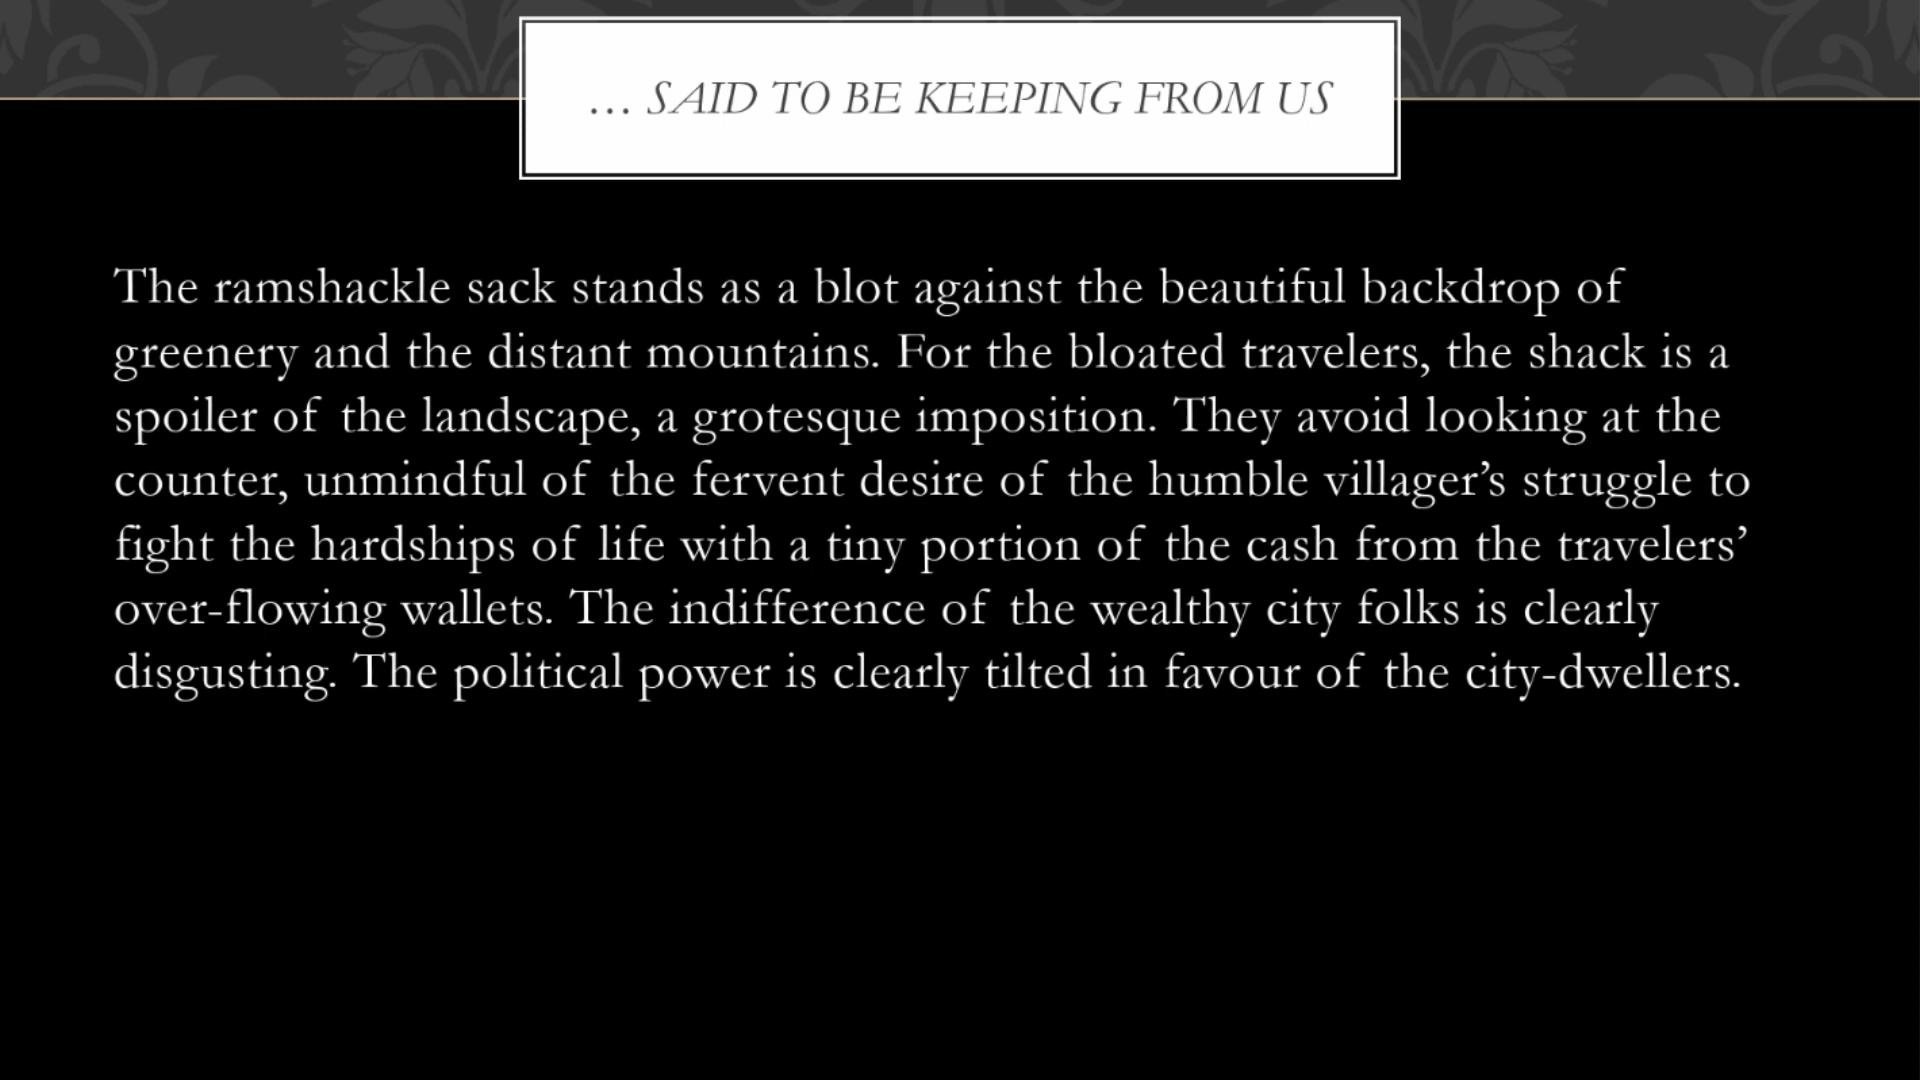 … SAID TO BE KEEPING FROM US
The ramshackle sack stands as a blot against the beautiful backdrop of
greenery and the distant mountains. For the bloated travelers, the shack is a
spoiler of the landscape, a grotesque imposition. They avoid looking at the
counter, unmindful of the fervent desire of the humble villager’s struggle to
fight the hardships of life with a tiny portion of the cash from the travelers’
over-flowing wallets. The indifference of the wealthy city folks is clearly
disgusting. The political power is clearly tilted in favour of the city-dwellers.